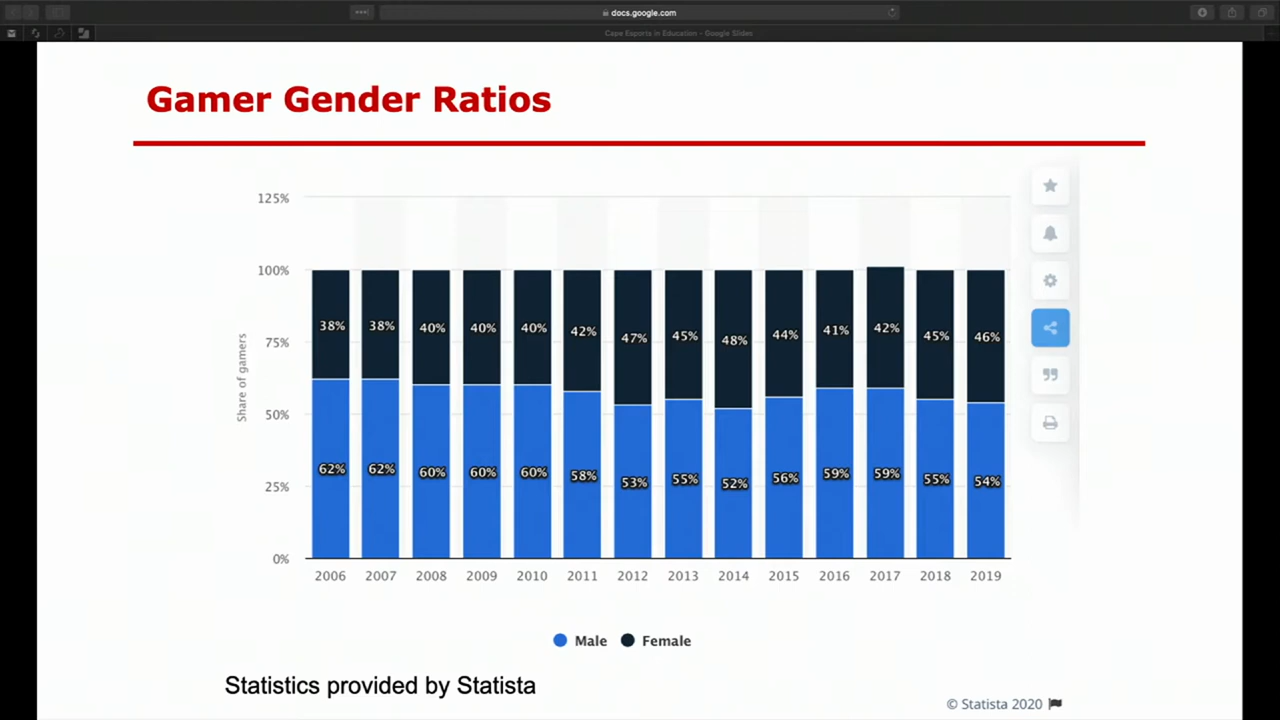 docs.google.com
Cape Esports in Education - Google Slides
Gamer Gender Ratios
125%
100%
75%
50%
25%
0%
Share of gamers
38% 38% 40% 40% 40% 42% 47% 45% 48% 44% 41% 42% 45% 46%
62% 62% 60% 60% 60% 58% 53% 55% 52% 56% 59% 59% 55% 54%
2006 2007 2008 2009 2010 2011 2012 2013 2014 2015 2016 2017 2018 2019
Male Female
Statistics provided by Statista
© Statista 2020